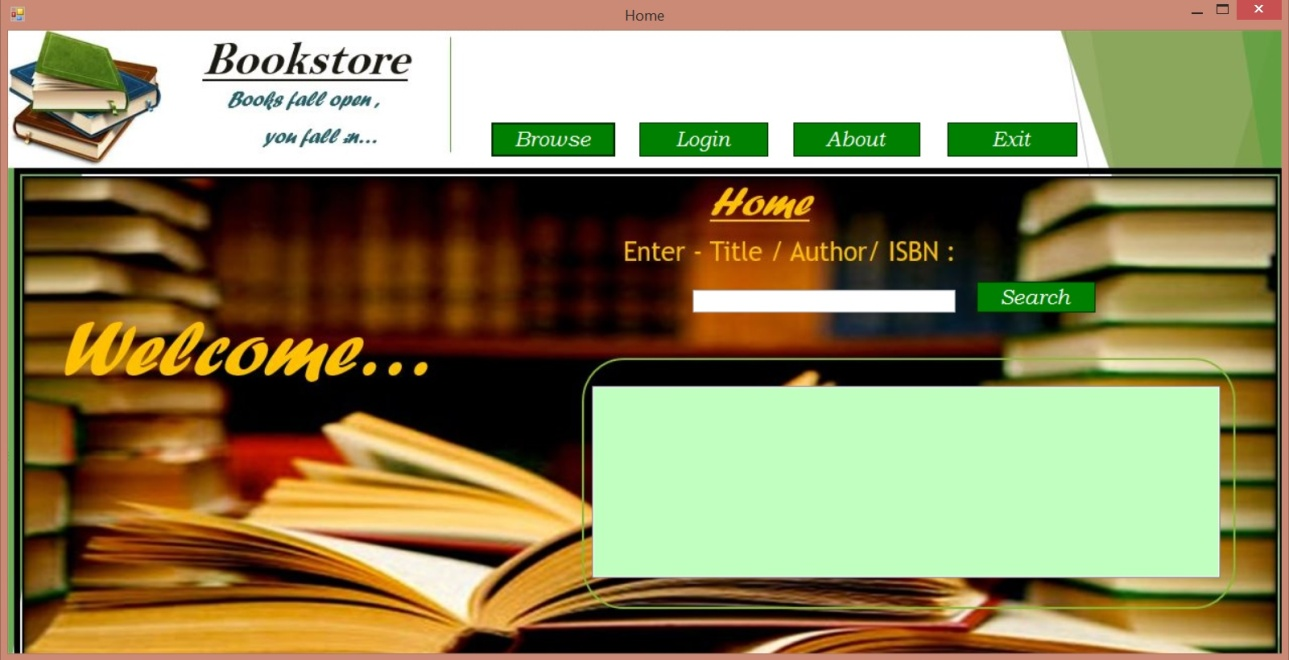 Home
Bookstore
Books fall open,
you fall in...
Browse Login About Exit
Home
Enter - Title / Author/ ISBN :
Search
Welcome...